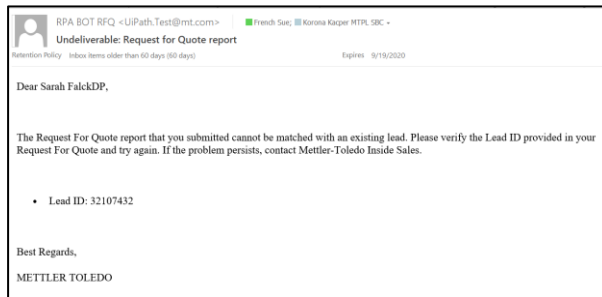 RPA BOT RFQ <UiPath.Test@mt.com> French Sue; Korona Kacper MTPL SBC
Undeliverable: Request for Quote report
Retention Policy Inbox items older than 60 days (60 days) Expires 9/19/2020
Dear Sarah FalckDP,
The Request For Quote report that you submitted cannot be matched with an existing lead. Please verify the Lead ID provided in your
Request For Quote and try again. If the problem persists, contact Mettler-Toledo Inside Sales.
• Lead ID: 32107432
Best Regards,
METTLER TOLEDO